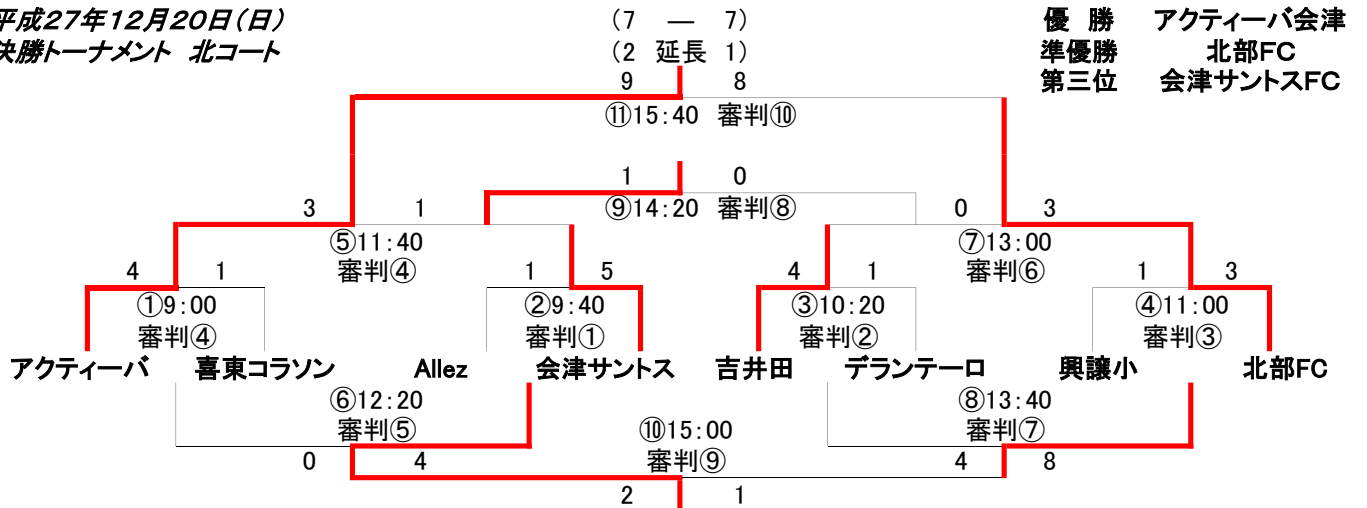 平成27年12月20日(日)
決勝トーナメント 北コート
(7 ― 7)
(2 延長 1)
優 勝 アクティーバ会津
準優勝 北部FC
第三位 会津サントスFC
9 8
⑪15:40 審判⑩
1 0
⑨14:20 審判⑧
3 1
⑤11:40
審判④
0 3
⑦13:00
審判⑥
4 1
①9:00
審判④
1 5
②9:40
審判①
4 1
③10:20
審判②
1 3
④11:00
審判③
アクティーバ 喜東コラソン Allez 会津サントス 吉井田 デランテーロ 興譲小 北部FC
⑥12:20
審判⑤
0 4
⑧13:40
審判⑦
4 8
⑩15:00
審判⑨
2 1